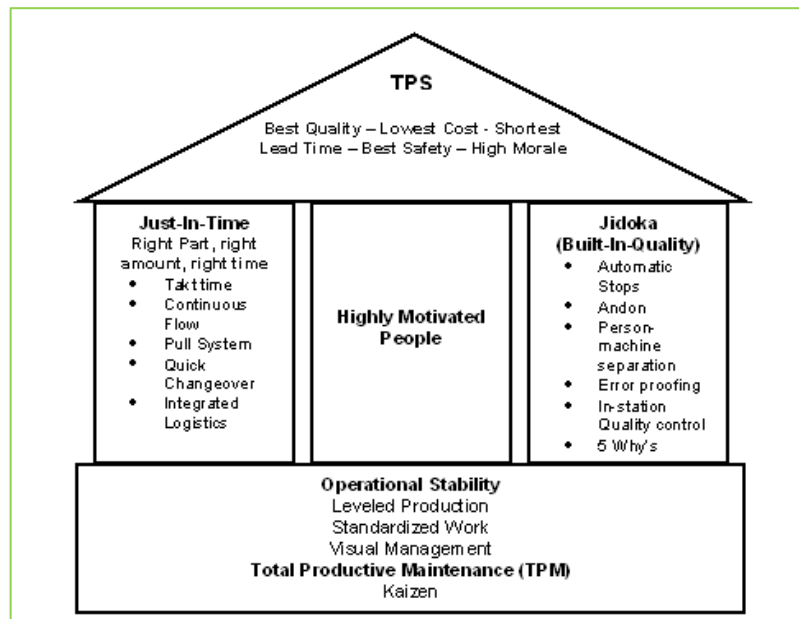 TPS
Best Quality – Lowest Cost - Shortest
Lead Time – Best Safety – High Morale
Just-In-Time
Right Part, right
amount, right time
• Takt time
• Continuous
Flow
• Pull System
• Quick
Changeover
• Integrated
Logistics
Highly Motivated
People
Jidoka
(Built-In-Quality)
• Automatic
Stops
• Andon
• Person-
machine
separation
• Error proofing
• In-station
Quality control
• 5 Why's
Operational Stability
Leveled Production
Standardized Work
Visual Management
Total Productive Maintenance (TPM)
Kaizen